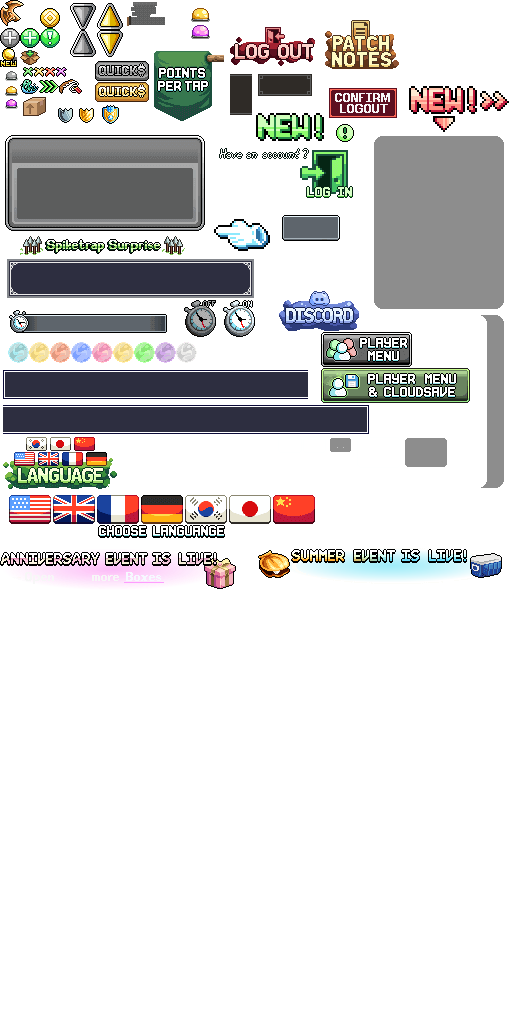 LOG OUT
PATCH
NOTES
NEW
QUICK$
POINTS
PER TAP
QUICK$
CONFIRM
LOGOUT
NEW!
NEW!
Have an account?
LOG-IN
Spiketrap Surprise
OFF
ON
DISCORD
PLAYER
MENU
PLAYER MENU
& CLOUDSAVE
...
LANGUAGE
CHOOSE LANGUANGE
ANNIVERSARY EVENT IS LIVE!
SUMMER EVENT IS LIVE!
more Boxes